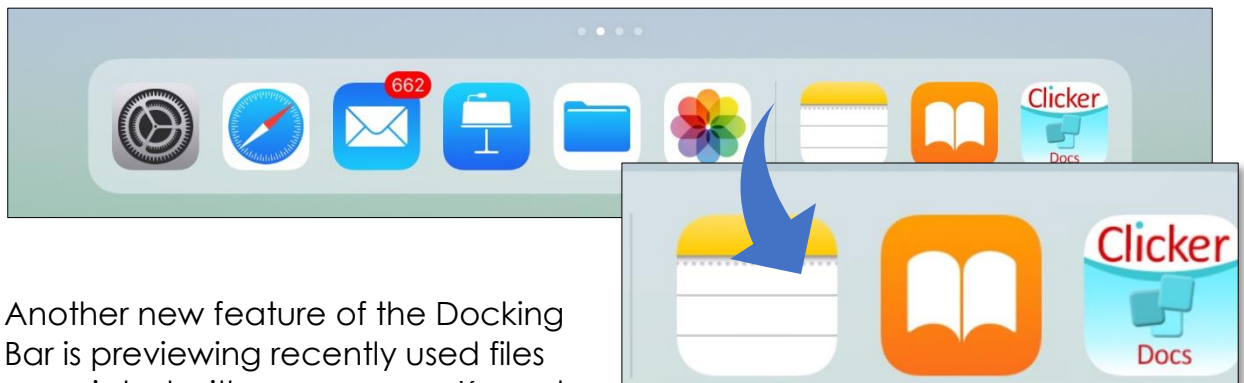 662
Clicker
Docs
Clicker
Docs
Another new feature of the Docking
Bar is previewing recently used files